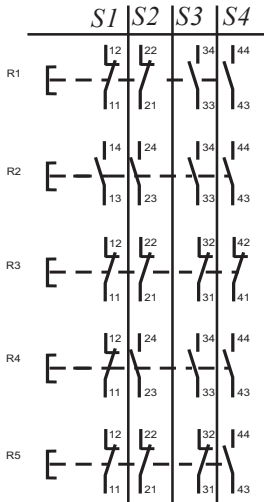 S1 S2 S3 S4
12 22 34 44
R1
11 21 33 43
14 24 34 44
R2
13 23 33 43
12 22 32 42
R3
11 21 31 41
12 24 34 44
R4
11 23 33 43
12 22 32 44
R5
11 21 31 43